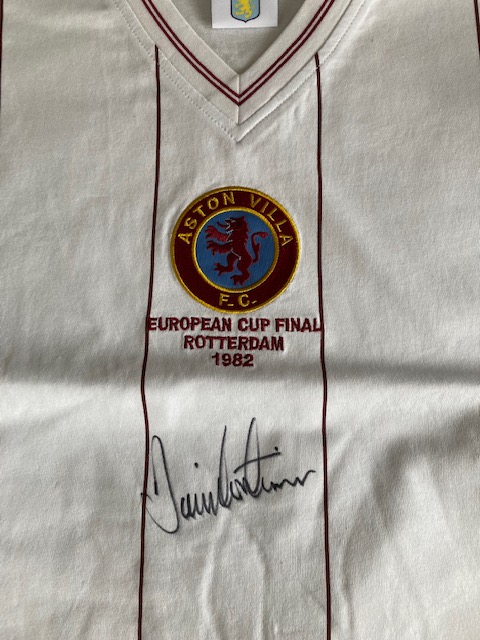 ASTON VILLA
F.C.
EUROPEAN CUP FINAL
ROTTERDAM
1982